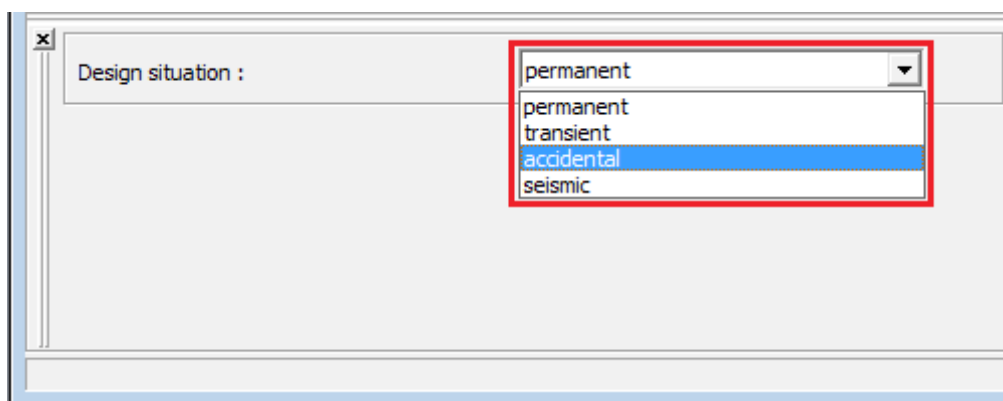 Design situation :
permanent
permanent
transient
accidental
seismic